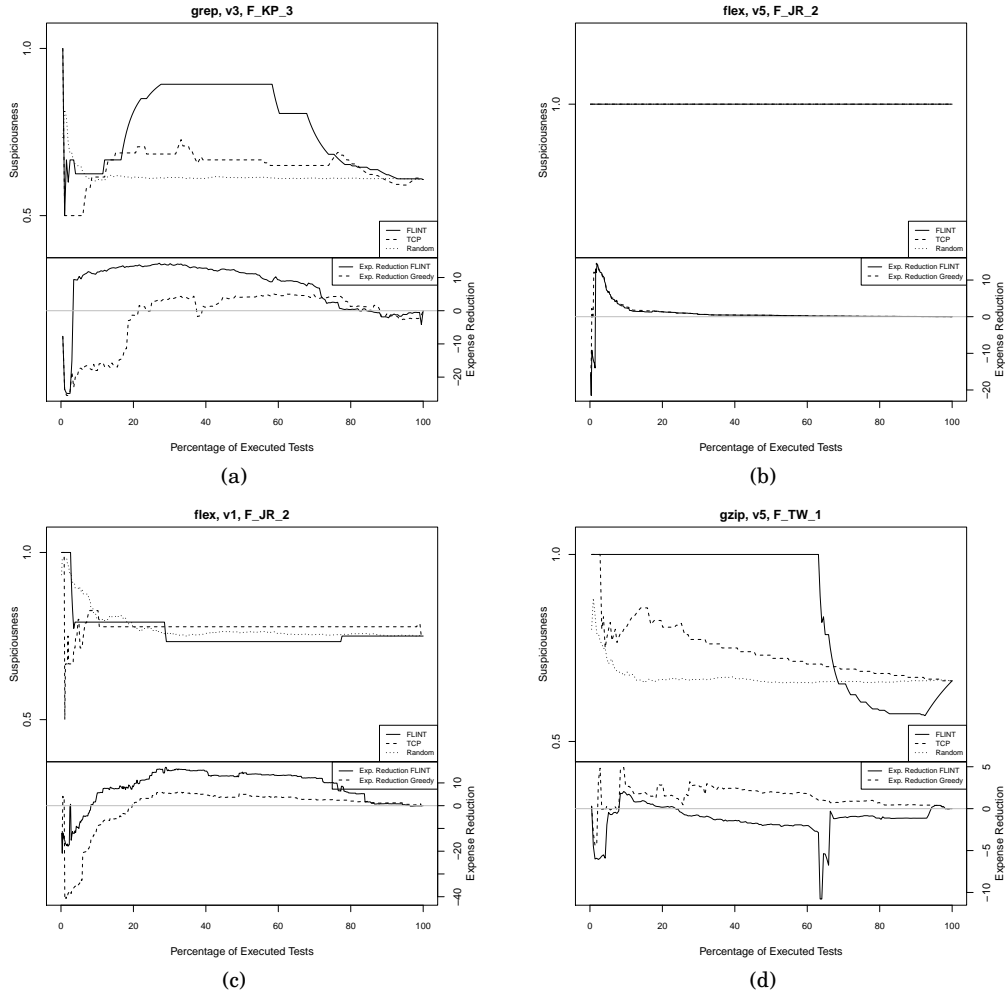 grep, v3, F_KP_3
Suspiciousness
1.0
0.5
FLINT
TCP
Random
Exp. Reduction FLINT
Exp. Reduction Greedy
10
0
−10
−20
Expense Reduction
0 20 40 60 80 100
Percentage of Executed Tests
(a)
flex, v5, F_JR_2
Suspiciousness
1.0
FLINT
TCP
Random
Exp. Reduction FLINT
Exp. Reduction Greedy
10
0
−10
−20
Expense Reduction
0 20 40 60 80 100
Percentage of Executed Tests
(b)
flex, v1, F_JR_2
Suspiciousness
1.0
0.5
FLINT
TCP
Random
Exp. Reduction FLINT
Exp. Reduction Greedy
10
0
−20
−40
Expense Reduction
0 20 40 60 80 100
Percentage of Executed Tests
(c)
gzip, v5, F_TW_1
Suspiciousness
1.0
0.5
FLINT
TCP
Random
Exp. Reduction FLINT
Exp. Reduction Greedy
5
0
−5
−10
Expense Reduction
0 20 40 60 80 100
Percentage of Executed Tests
(d)